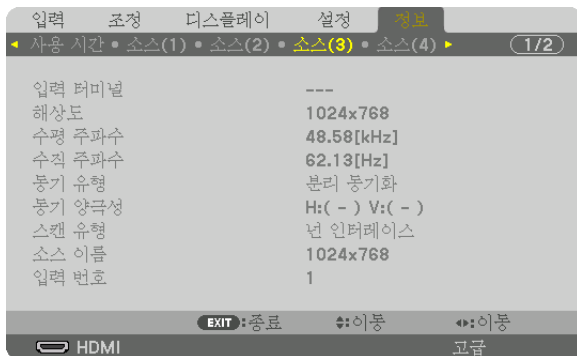 입력 조정 디스플레이 설정 정보
◂ 사용 시간 • 소스(1) • 소스(2) • 소스(3) • 소스(4) ▸ 1/2
입력 터미널 ---
해상도 1024x768
수평 주파수 48.58[kHz]
수직 주파수 62.13[Hz]
동기 유형 분리 동기화
동기 양극성 H:( - ) V:( - )
스캔 유형 넌 인터레이스
소스 이름 1024x768
입력 번호 1
EXIT:종료 ♦:이동 ◂▸:이동
HDMI 고급